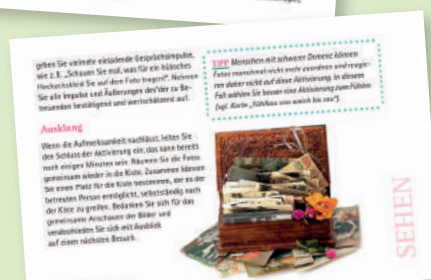 geben Sie vielmehr einladende Gesprächsimpulse,
wie z. B. „Schauen Sie mal, was für ein hübsches
Hochzeitskleid Sie auf dem Foto tragen!". Nehmen
Sie alle Impulse und Äußerungen des/der zu Be-
treuenden bestätigend und wertschätzend auf.
Ausklang
Wenn die Aufmerksamkeit nachlässt, leiten Sie
den Schluss der Aktivierung ein; das kann bereits
nach einigen Minuten sein. Räumen Sie die Fotos
gemeinsam wieder in die Kiste. Zusammen können
Sie einen Platz für die Kiste bestimmen, der es der
betreuten Person ermöglicht, selbstständig nach
der Kiste zu greifen. Bedanken Sie sich für das
gemeinsame Anschauen der Bilder und
verabschieden Sie sich mit Ausblick
auf einen nächsten Besuch.
TIPP Menschen mit schwerer Demenz können
Fotos manchmal nicht mehr zuordnen und reagie-
ren daher nicht auf diese Aktivierung. In diesem
Fall wählen Sie besser eine Aktivierung zum Fühlen
(vgl. Karte „Fühlbox von weich bis rau").
SEHEN